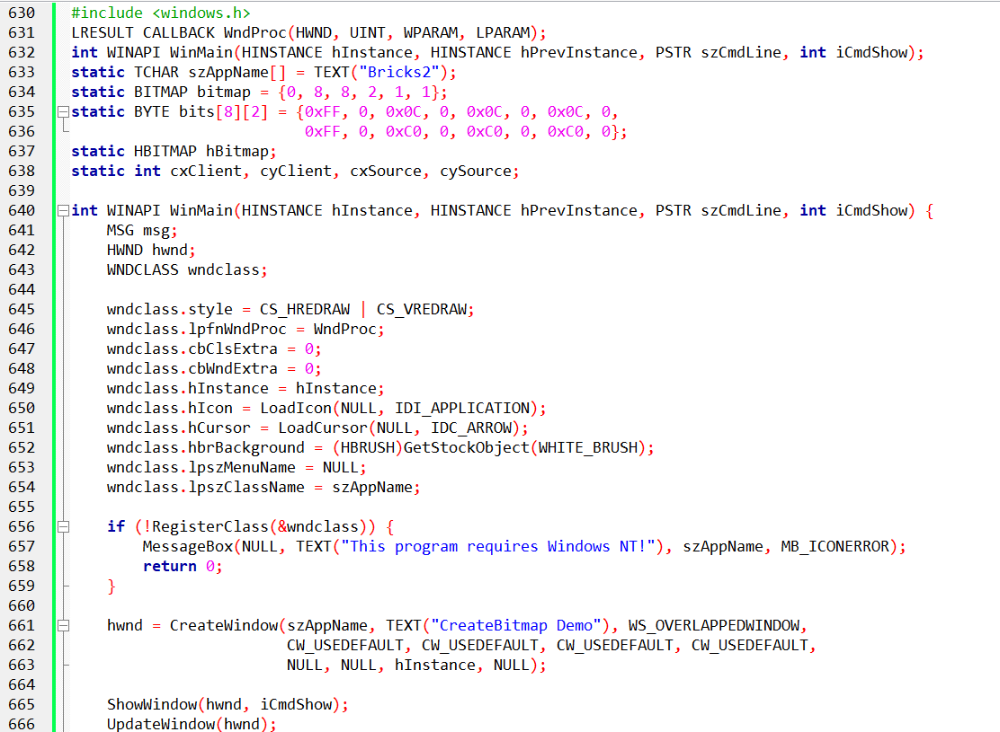 630 #include <windows.h>
631 LRESULT CALLBACK WndProc(HWND, UINT, WPARAM, LPARAM);
632 int WINAPI WinMain(HINSTANCE hInstance, HINSTANCE hPrevInstance, PSTR szCmdLine, int iCmdShow);
633 static TCHAR szAppName[] = TEXT("Bricks2");
634 static BITMAP bitmap = {0, 8, 8, 2, 1, 1};
635 static BYTE bits[8][2] = {0xFF, 0, 0x0C, 0, 0x0C, 0, 0x0C, 0,
636                           0xFF, 0, 0xC0, 0, 0xC0, 0, 0xC0, 0};
637 static HBITMAP hBitmap;
638 static int cxClient, cyClient, cxSource, cySource;
639
640 int WINAPI WinMain(HINSTANCE hInstance, HINSTANCE hPrevInstance, PSTR szCmdLine, int iCmdShow) {
641     MSG msg;
642     HWND hwnd;
643     WNDCLASS wndclass;
644
645     wndclass.style = CS_HREDRAW | CS_VREDRAW;
646     wndclass.lpfnWndProc = WndProc;
647     wndclass.cbClsExtra = 0;
648     wndclass.cbWndExtra = 0;
649     wndclass.hInstance = hInstance;
650     wndclass.hIcon = LoadIcon(NULL, IDI_APPLICATION);
651     wndclass.hCursor = LoadCursor(NULL, IDC_ARROW);
652     wndclass.hbrBackground = (HBRUSH)GetStockObject(WHITE_BRUSH);
653     wndclass.lpszMenuName = NULL;
654     wndclass.lpszClassName = szAppName;
655
656     if (!RegisterClass(&wndclass)) {
657         MessageBox(NULL, TEXT("This program requires Windows NT!"), szAppName, MB_ICONERROR);
658         return 0;
659     }
660
661     hwnd = CreateWindow(szAppName, TEXT("CreateBitmap Demo"), WS_OVERLAPPEDWINDOW,
662                         CW_USEDEFAULT, CW_USEDEFAULT, CW_USEDEFAULT, CW_USEDEFAULT,
663                         NULL, NULL, hInstance, NULL);
664
665     ShowWindow(hwnd, iCmdShow);
666     UpdateWindow(hwnd);